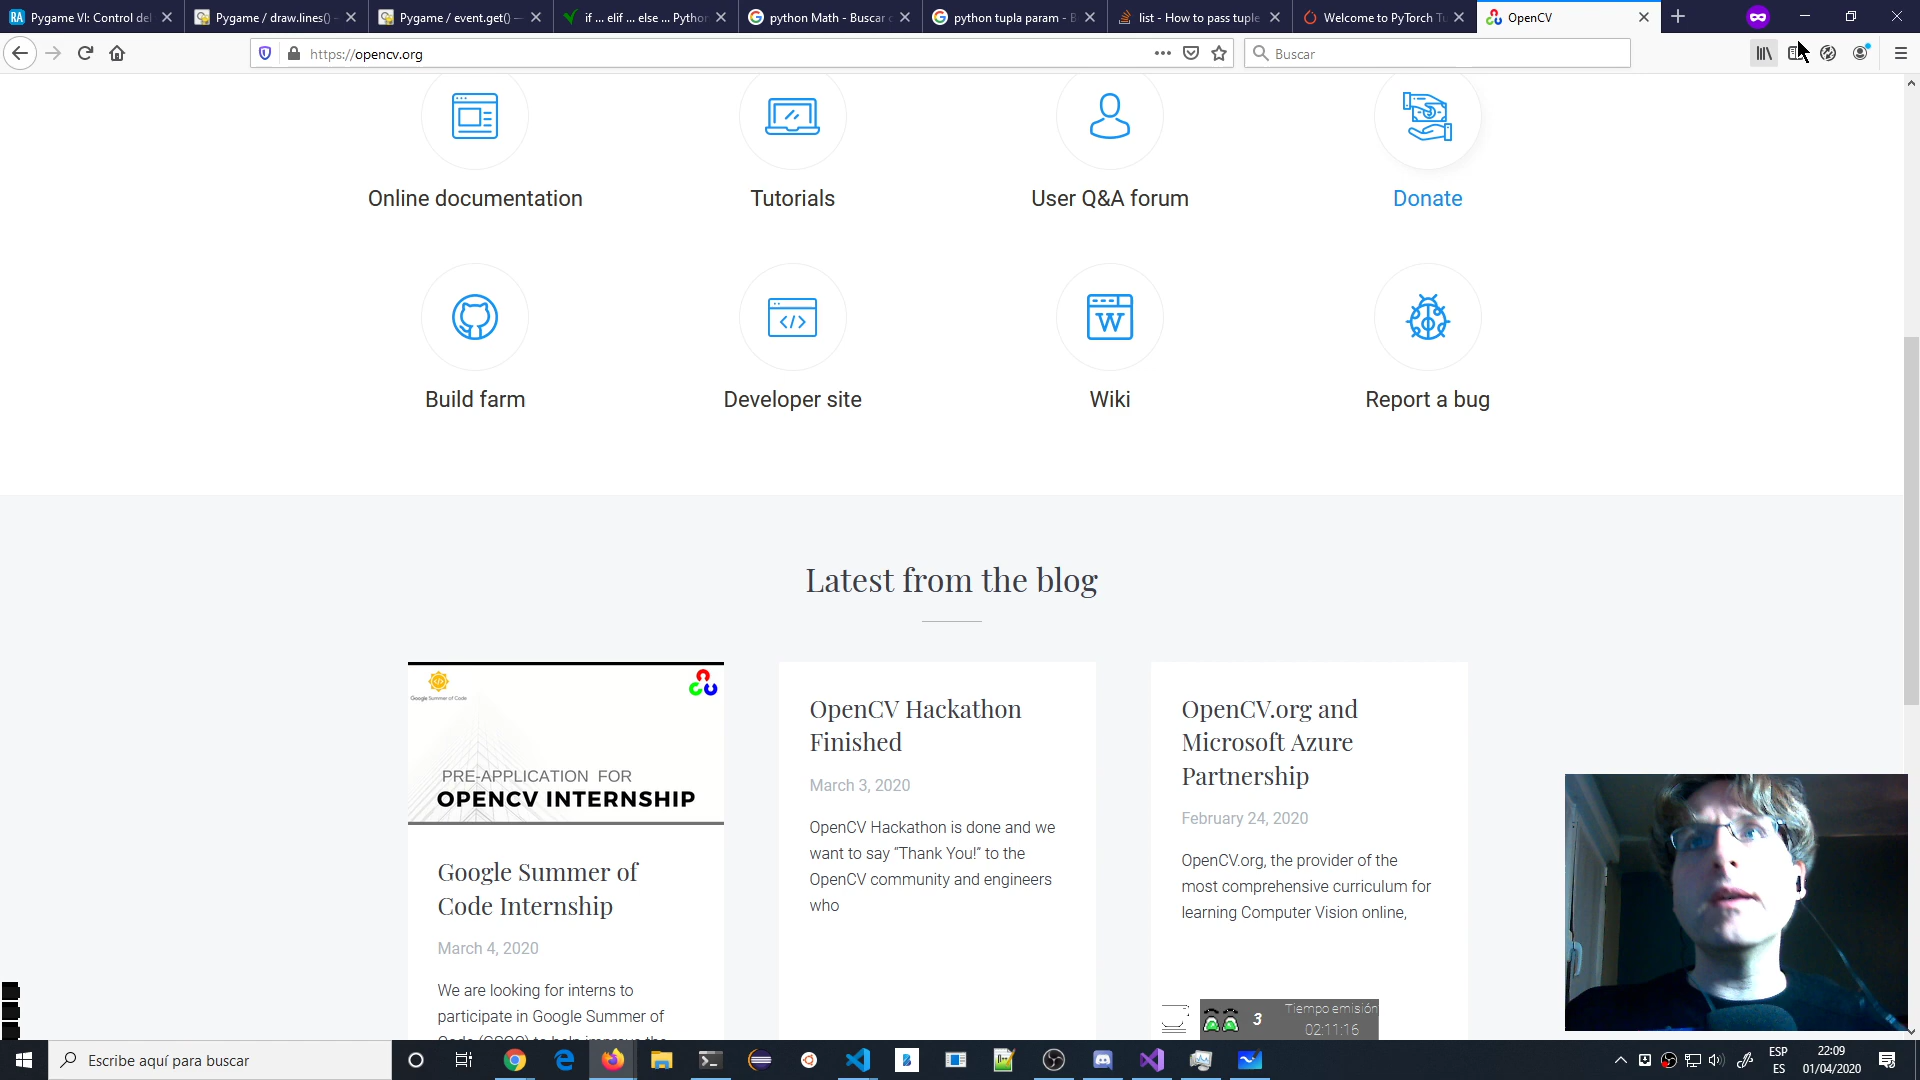 RA Pygame VI: Control del
Pygame / draw.lines()
Pygame / event.get() —
if ... elif ... else ... Python
python Math - Buscar
python tupla param - B
list - How to pass tuple
Welcome to PyTorch Tu
OpenCV
https://opencv.org
Buscar
Online documentation
Tutorials
User Q&A forum
Donate
Build farm
Developer site
W
Wiki
Report a bug
Latest from the blog
Google Summer of Code
PRE-APPLICATION FOR
OPENCV INTERNSHIP
Google Summer of
Code Internship
March 4, 2020
We are looking for interns to
participate in Google Summer of
OpenCV Hackathon
Finished
March 3, 2020
OpenCV Hackathon is done and we
want to say “Thank You!” to the
OpenCV community and engineers
who
OpenCV.org and
Microsoft Azure
Partnership
February 24, 2020
OpenCV.org, the provider of the
most comprehensive curriculum for
learning Computer Vision online,
3
Tiempo emisión
02:11:16
Escribe aquí para buscar
ESP
ES
22:09
01/04/2020